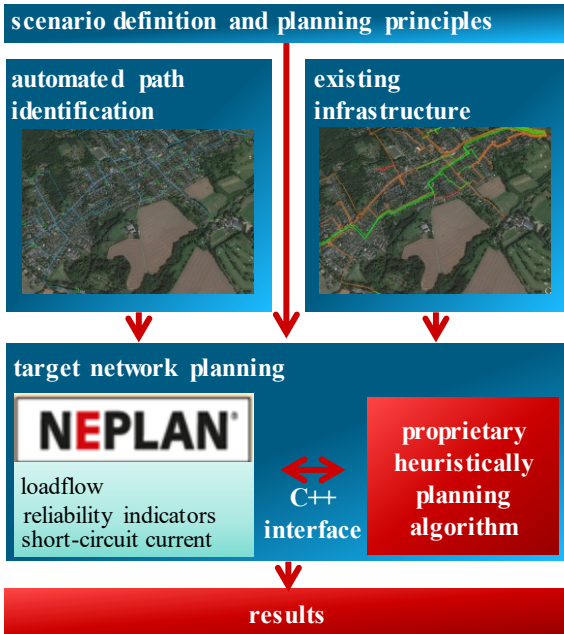 scenario definition and planning principles
automated path
identification
existing
infrastructure
target network planning
NEPLAN®
loadflow
reliability indicators
short-circuit current
C++
interface
proprietary
heuristically
planning
algorithm
results